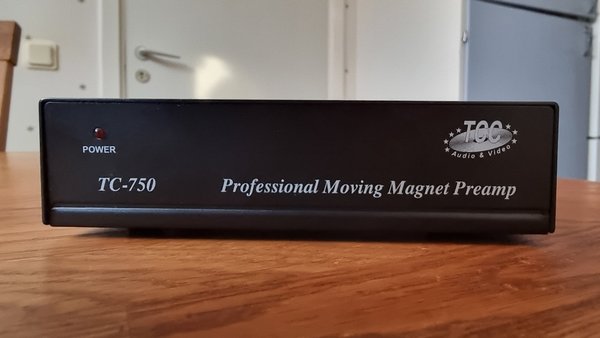 TCC
Audio & Video
POWER
TC-750 Professional Moving Magnet Preamp